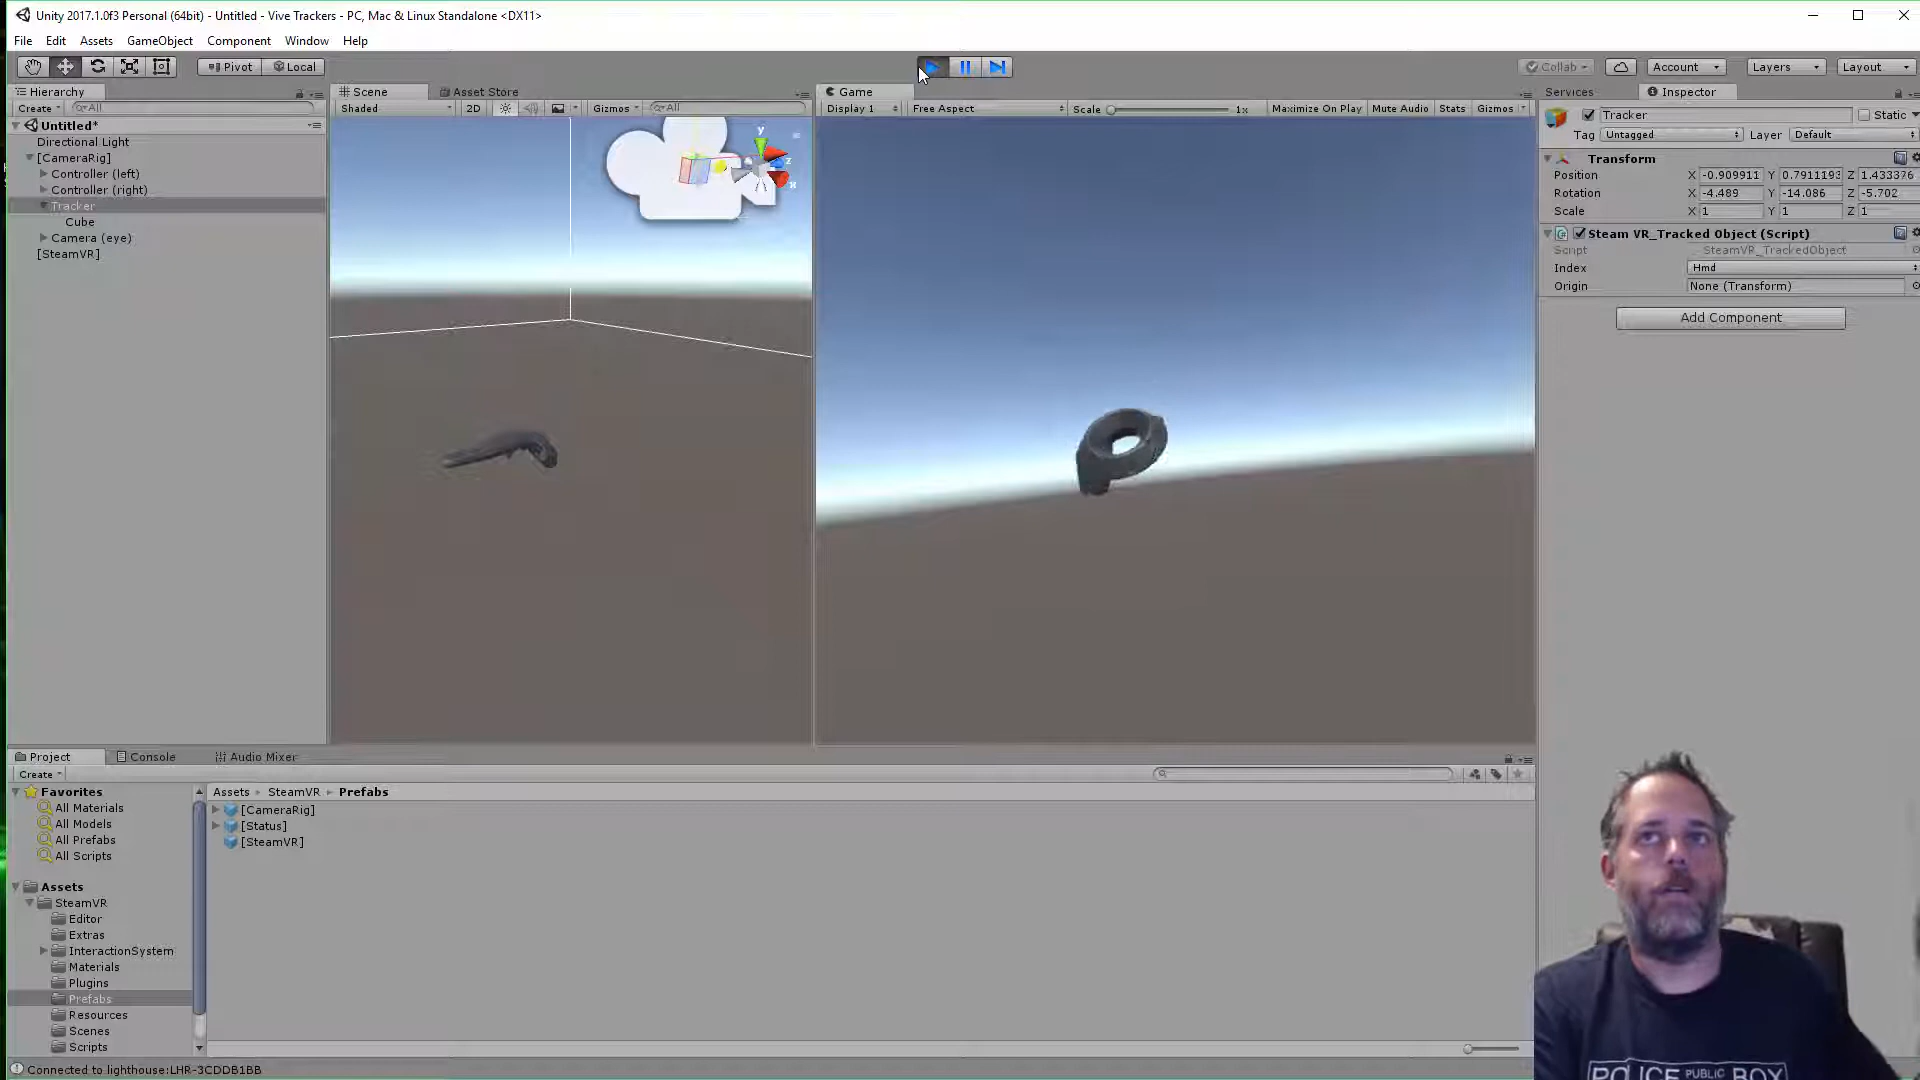 Unity 2017.1.0f3 Personal (64bit) - Untitled - Vive Trackers - PC, Mac & Linux Standalone <DX11>
File Edit Assets GameObject Component Window Help
Pivot Local Collab Account Layers Layout
Hierarchy Scene Asset Store Game Services Inspector
Create All Shaded 2D Gizmos All Display 1 Free Aspect Scale 1x Maximize On Play Mute Audio Stats Gizmos
Tracker Static
Tag Untagged Layer Default
Untitled*
Directional Light
[CameraRig]
Controller (left)
Controller (right)
Tracker
Cube
Camera (eye)
[SteamVR]
y
z
x
Transform
Position X -0.909911 Y 0.7911193 Z 1.433376
Rotation X -4.489 Y -14.086 Z -5.702
Scale X 1 Y 1 Z 1
Steam VR_Tracked Object (Script)
Script SteamVR_TrackedObject
Index Hmd
Origin None (Transform)
Add Component
Project Console Audio Mixer
Create
Favorites
All Materials
All Models
All Prefabs
All Scripts
Assets
SteamVR
Editor
Extras
InteractionSystem
Materials
Plugins
Prefabs
Resources
Scenes
Scripts
Assets SteamVR Prefabs
[CameraRig]
[Status]
[SteamVR]
Connected to lighthouse:LHR-3CDDB1BB
POLICE PUBLIC BOX